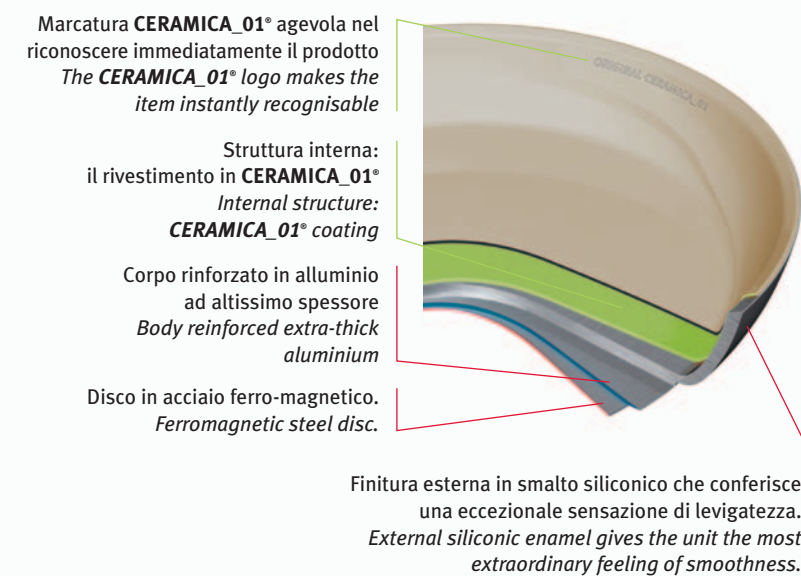 Marcatura CERAMICA_01® agevola nel
riconoscere immediatamente il prodotto
The CERAMICA_01® logo makes the
item instantly recognisable
ORIGINAL CERAMICA_01
Struttura interna:
il rivestimento in CERAMICA_01®
Internal structure:
CERAMICA_01® coating
Corpo rinforzato in alluminio
ad altissimo spessore
Body reinforced extra-thick
aluminium
Disco in acciaio ferro-magnetico.
Ferromagnetic steel disc.
Finitura esterna in smalto siliconico che conferisce
una eccezionale sensazione di levigatezza.
External siliconic enamel gives the unit the most
extraordinary feeling of smoothness.